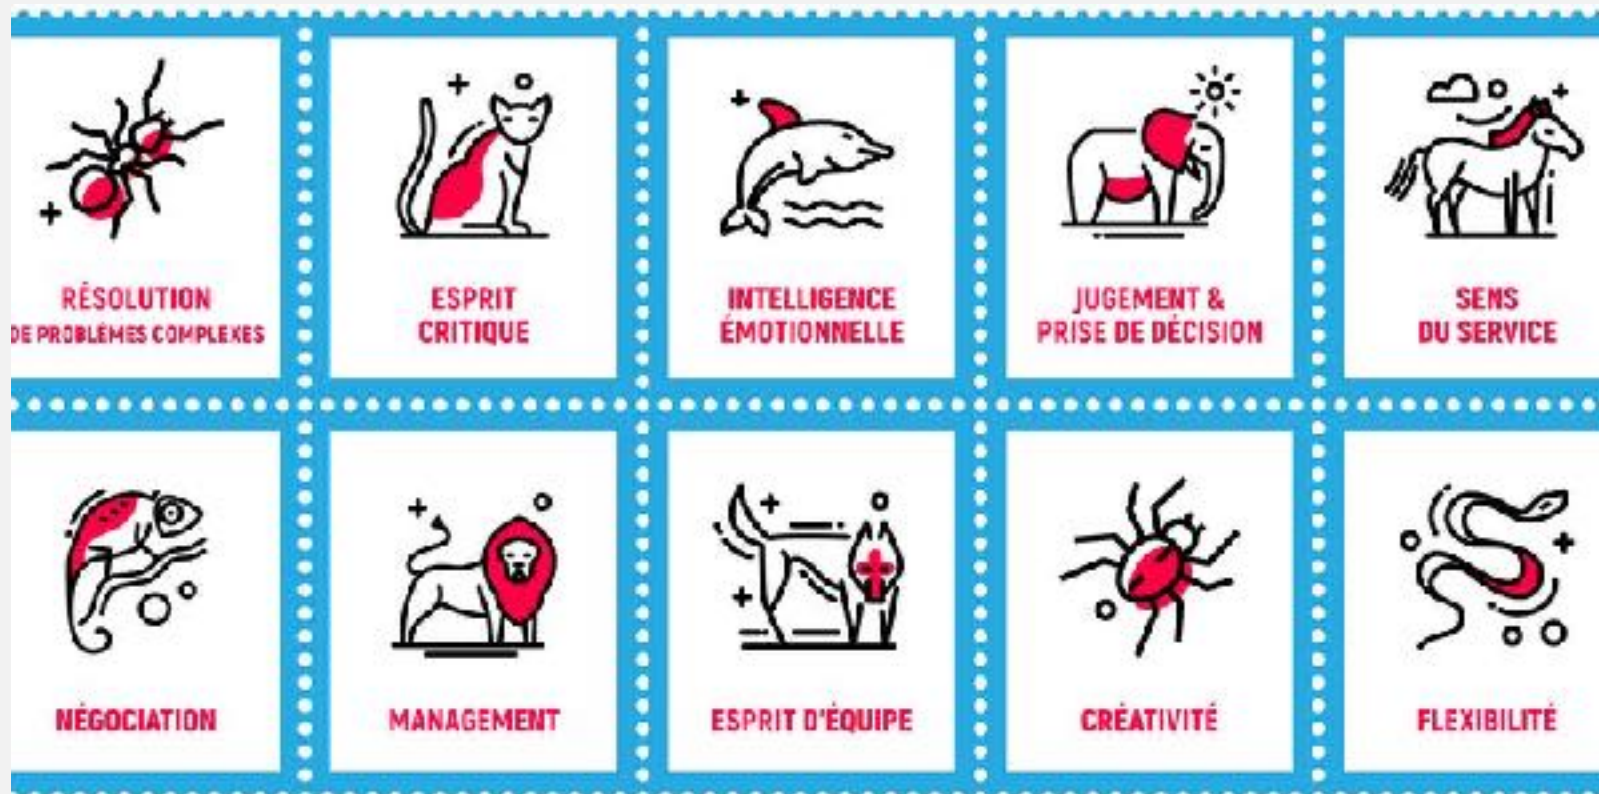 RÉSOLUTION
DE PROBLÈMES COMPLEXES
ESPRIT
CRITIQUE
INTELLIGENCE
ÉMOTIONNELLE
JUGEMENT &
PRISE DE DÉCISION
SENS
DU SERVICE
NÉGOCIATION
MANAGEMENT
ESPRIT D'ÉQUIPE
CRÉATIVITÉ
FLEXIBILITÉ